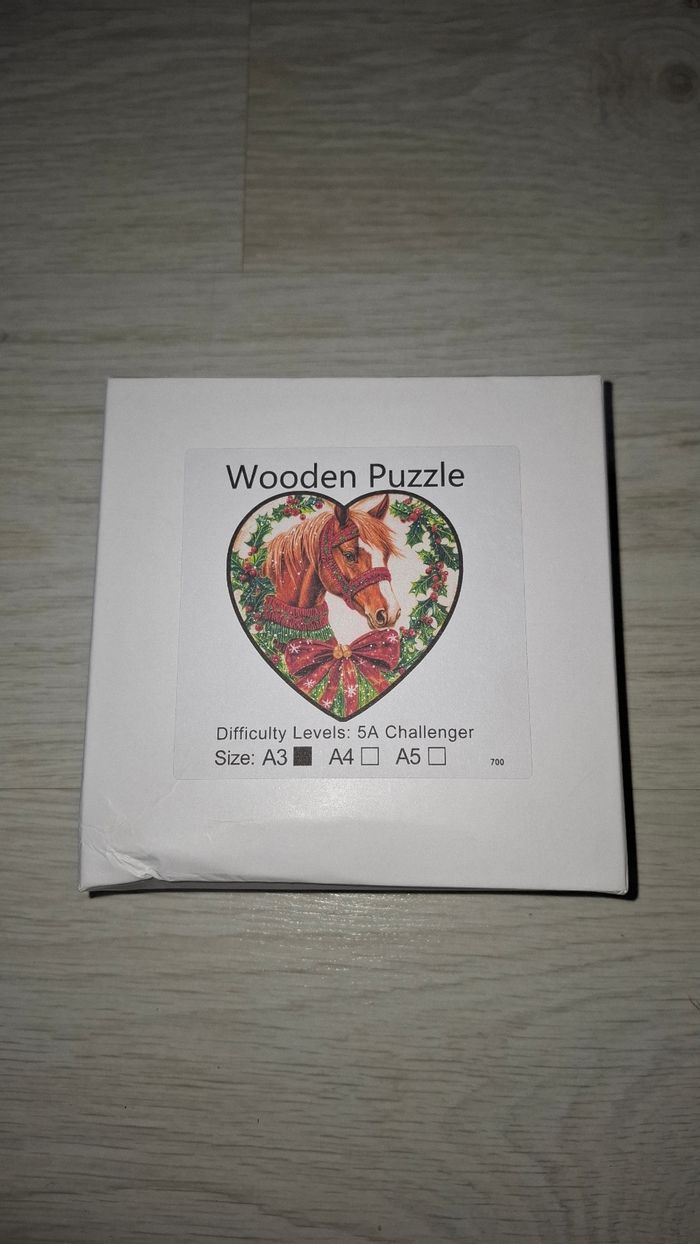 Wooden Puzzle
Difficulty Levels: 5A Challenger
Size: A3 ■ A4 □ A5 □ 700